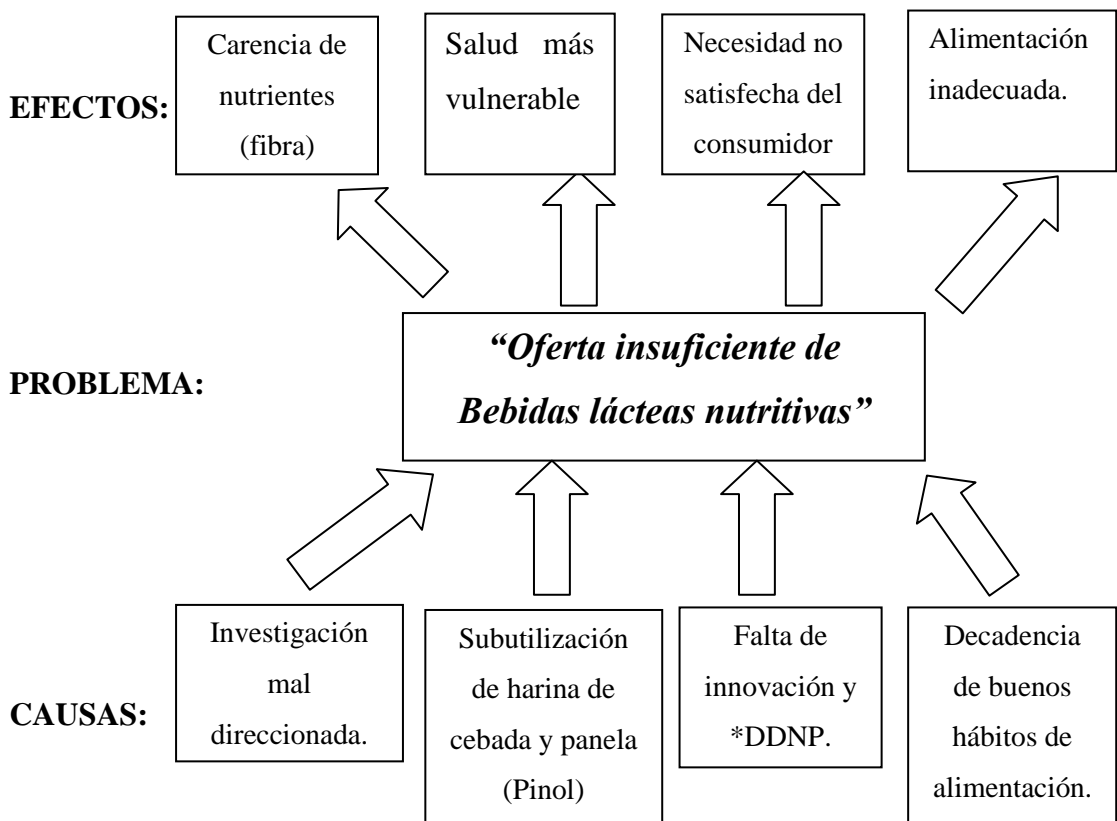 EFECTOS:
Carencia de
nutrientes
(fibra)
Salud más
vulnerable
Necesidad no
satisfecha del
consumidor
Alimentación
inadecuada.
PROBLEMA:
“Oferta insuficiente de
Bebidas lácteas nutritivas”
CAUSAS:
Investigación
mal
direccionada.
Subutilización
de harina de
cebada y panela
(Pinol)
Falta de
innovación y
*DDNP.
Decadencia
de buenos
hábitos de
alimentación.